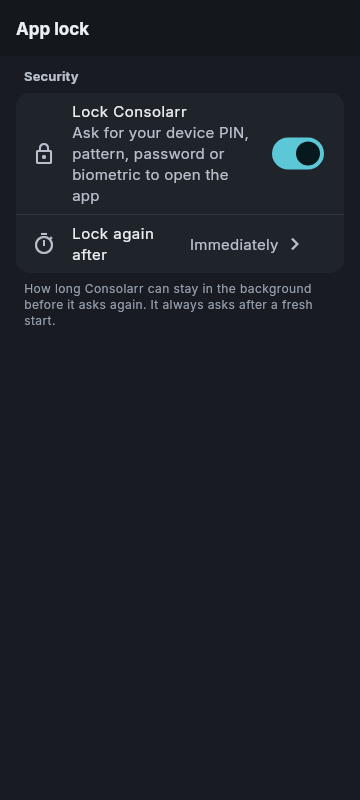 App lock
Security
Lock Consolarr
Ask for your device PIN,
pattern, password or
biometric to open the
app
Lock again
after
Immediately
How long Consolarr can stay in the background
before it asks again. It always asks after a fresh
start.